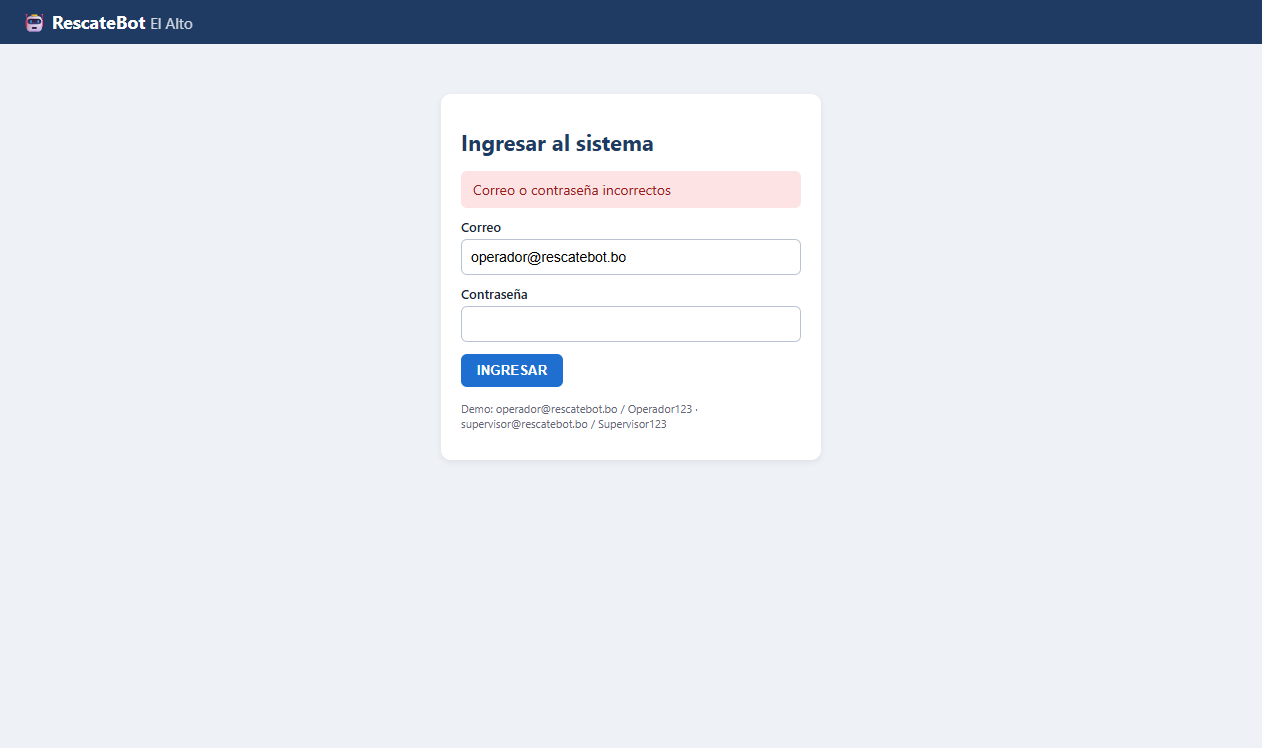 RescateBot El Alto
Ingresar al sistema
Correo o contraseña incorrectos
Correo
operador@rescatebot.bo
Contraseña
INGRESAR
Demo: operador@rescatebot.bo / Operador123 ·
supervisor@rescatebot.bo / Supervisor123